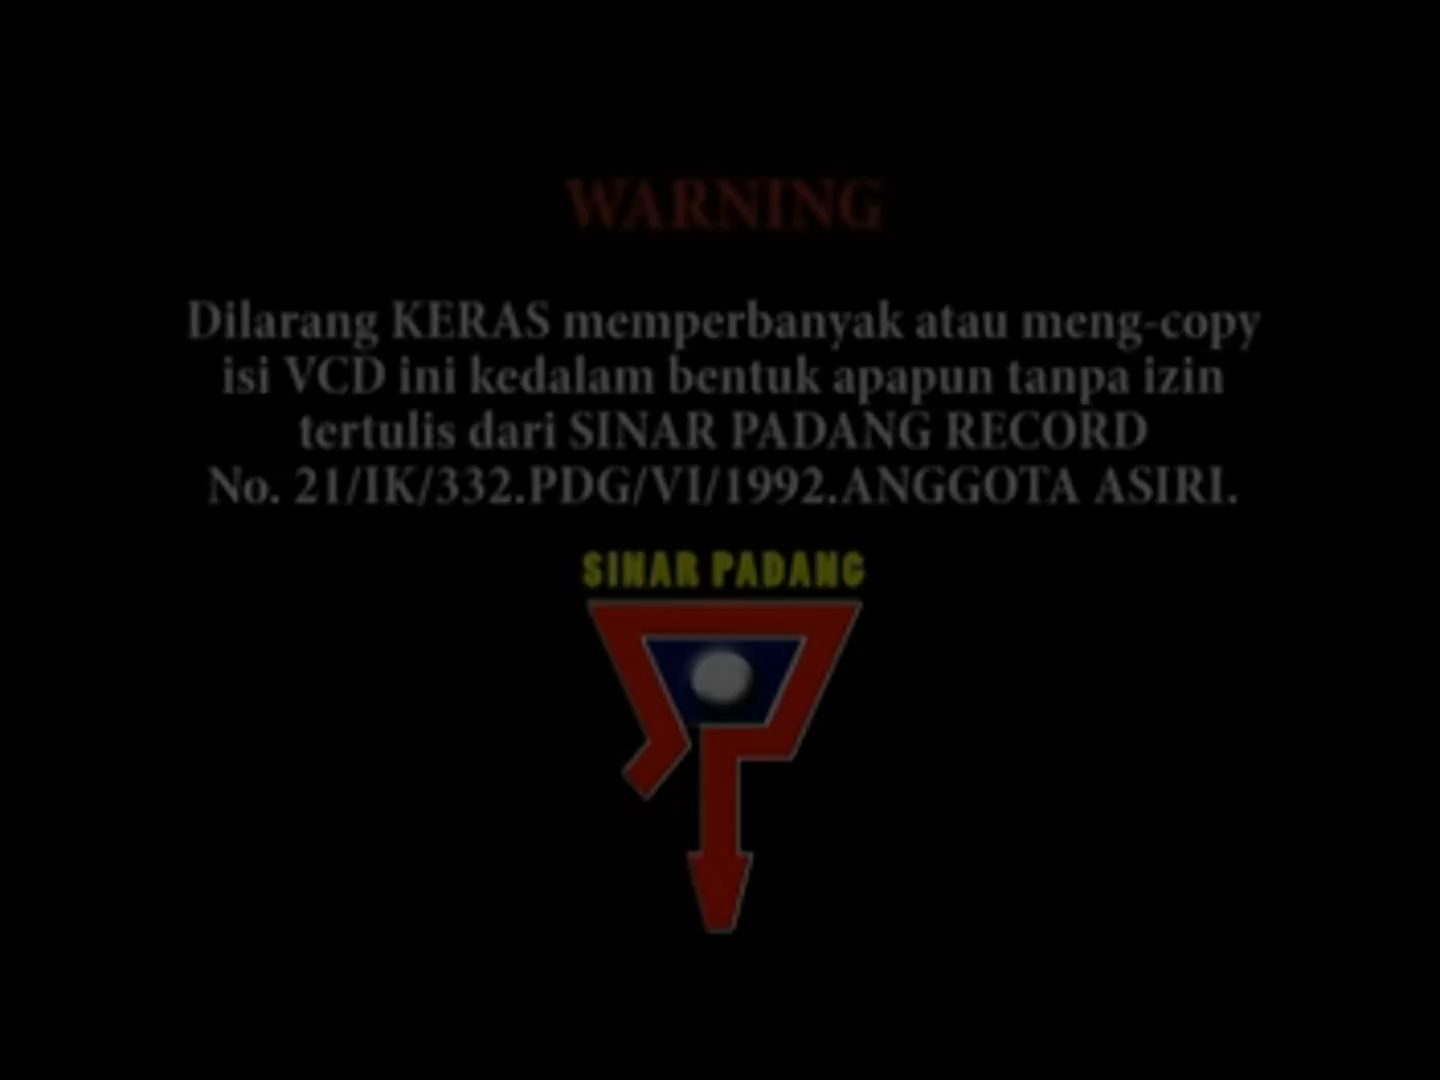 WARNING
Dilarang KERAS memperbanyak atau meng-copy
isi VCD ini kedalam bentuk apapun tanpa izin
tertulis dari SINAR PADANG RECORD
No. 21/IK/332.PDG/VI/1992.ANGGOTA ASIRI.
SINAR PADANG